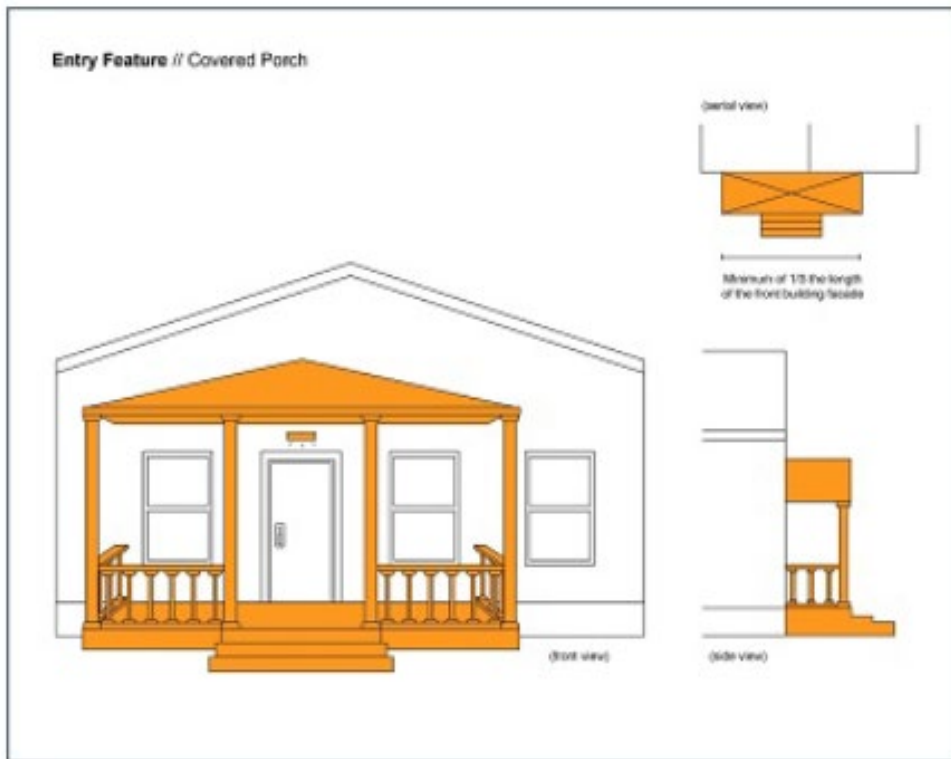 Entry Feature // Covered Porch
(aerial view)
Minimum of 1/3 the length
of the front building facade
(front view)
(side view)